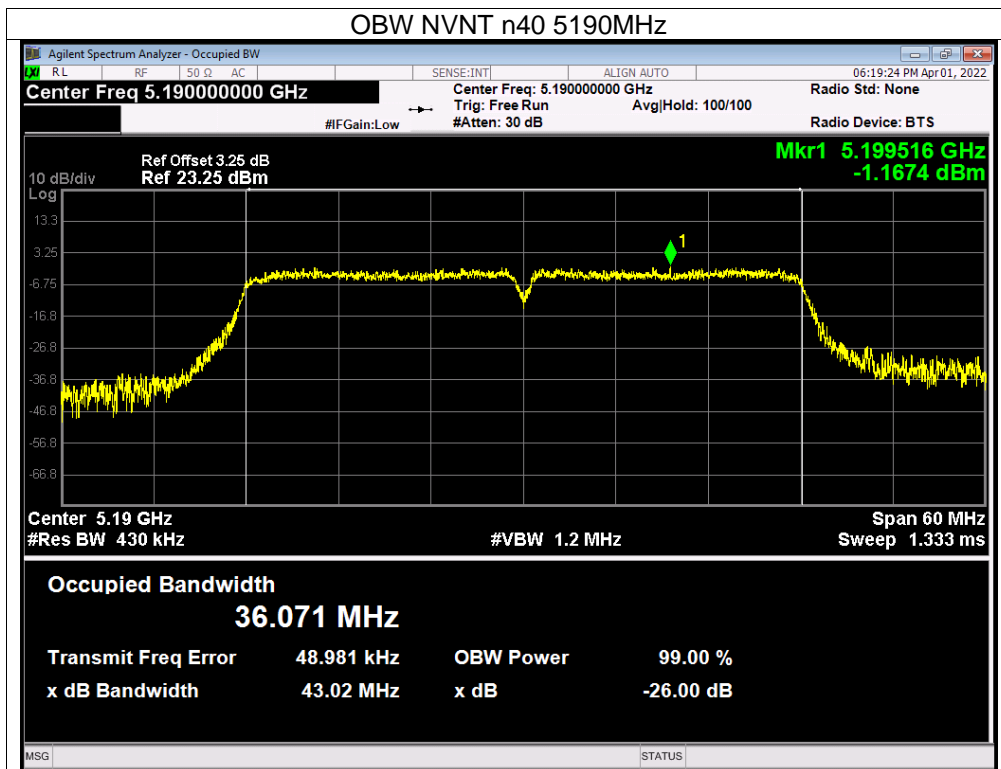 OBW NVNT n40 5190MHz
Agilent Spectrum Analyzer - Occupied BW
LXI RL RF 50 Ω AC SENSE:INT ALIGN AUTO 06:19:24 PM Apr 01, 2022
Center Freq 5.190000000 GHz Center Freq: 5.190000000 GHz Radio Std: None
Trig: Free Run Avg|Hold: 100/100
#IFGain:Low #Atten: 30 dB Radio Device: BTS
Mkr1 5.199516 GHz
-1.1674 dBm
Ref Offset 3.25 dB
10 dB/div Ref 23.25 dBm
Log
13.3
3.25
-6.75
-16.8
-26.8
-36.8
-46.8
-56.8
-66.8
1
Center 5.19 GHz Span 60 MHz
#Res BW 430 kHz #VBW 1.2 MHz Sweep 1.333 ms
Occupied Bandwidth
36.071 MHz
Transmit Freq Error 48.981 kHz OBW Power 99.00 %
x dB Bandwidth 43.02 MHz x dB -26.00 dB
MSG STATUS